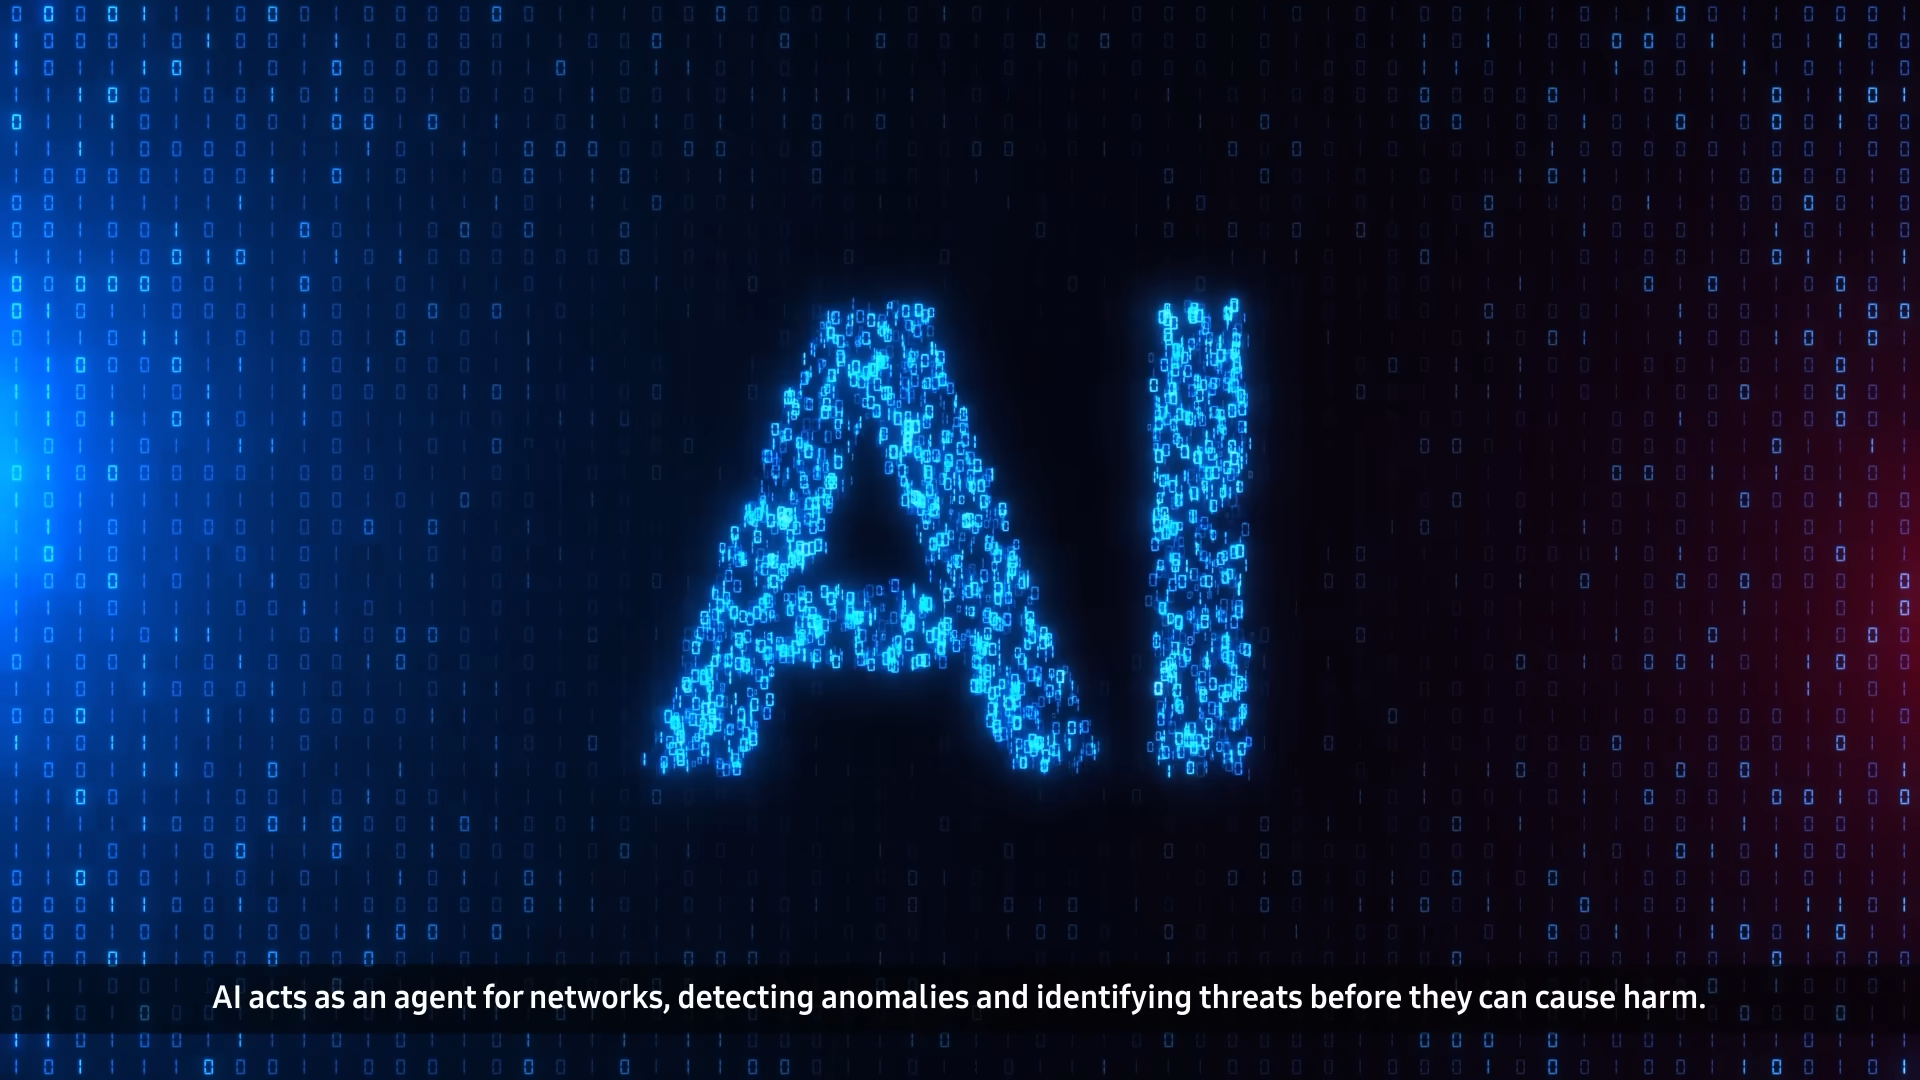 AI
AI acts as an agent for networks, detecting anomalies and identifying threats before they can cause harm.